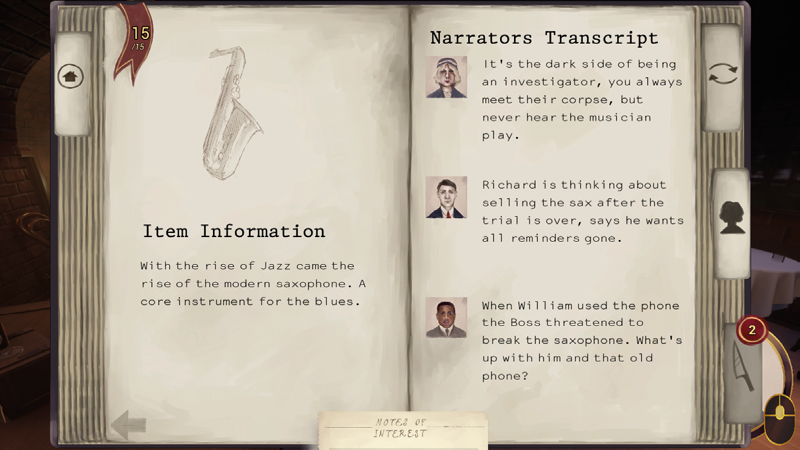 15
/15
Item Information
With the rise of Jazz came the
rise of the modern saxophone. A
core instrument for the blues.
Narrators Transcript
It's the dark side of being
an investigator, you always
meet their corpse, but
never hear the musician
play.
Richard is thinking about
selling the sax after the
trial is over, says he wants
all reminders gone.
When William used the phone
the Boss threatened to
break the saxophone. What's
up with him and that old
phone?
2
NOTES OF
INTEREST